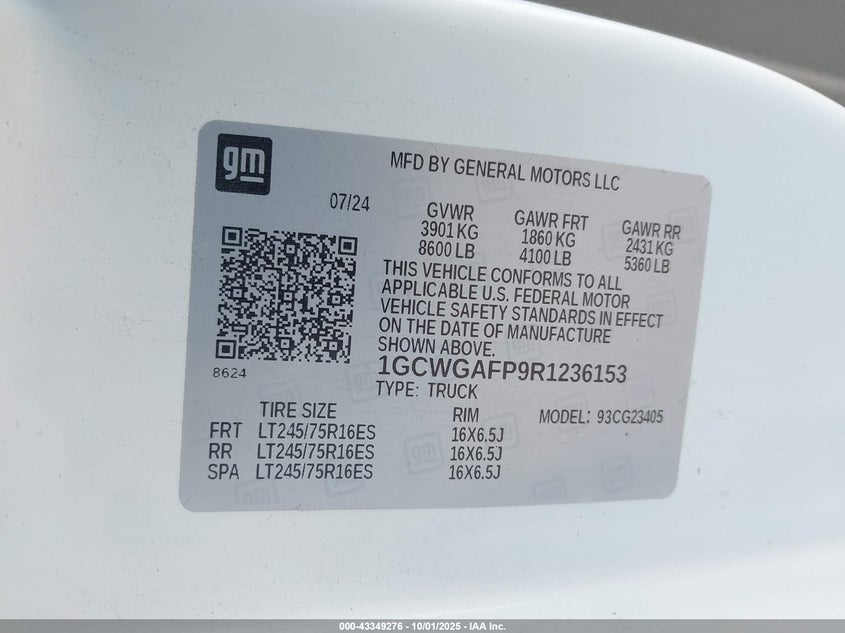 gm
MFD BY GENERAL MOTORS LLC
07/24
GVWR GAWR FRT GAWR RR
3901 KG 1860 KG 2431 KG
8600 LB 4100 LB 5360 LB
THIS VEHICLE CONFORMS TO ALL
APPLICABLE U.S. FEDERAL MOTOR
VEHICLE SAFETY STANDARDS IN EFFECT
ON THE DATE OF MANUFACTURE
SHOWN ABOVE.
8624
1GCWGAFP9R1236153
TYPE: TRUCK
TIRE SIZE RIM MODEL: 93CG23405
FRT LT245/75R16ES 16X6.5J
RR LT245/75R16ES 16X6.5J
SPA LT245/75R16ES 16X6.5J
000-43349276 - 10/01/2025 - IAA Inc.